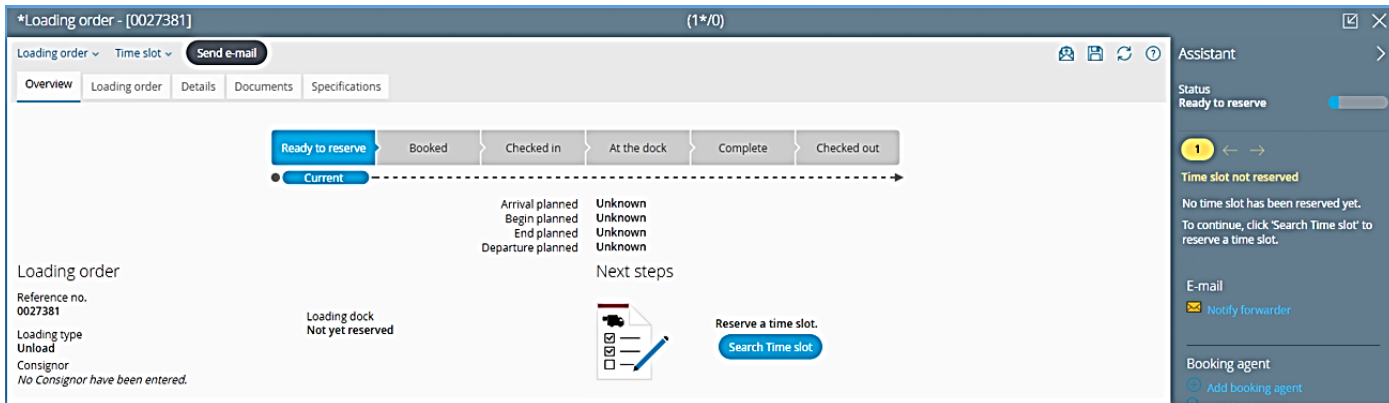 *Loading order - [0027381]
(1*/0)
Loading order
Time slot
Send e-mail
Assistant
Overview
Loading order
Details
Documents
Specifications
Status
Ready to reserve
Ready to reserve
Booked
Checked in
At the dock
Complete
Checked out
Current
1
Time slot not reserved
No time slot has been reserved yet.
To continue, click 'Search Time slot' to
reserve a time slot.
Arrival planned Unknown
Begin planned Unknown
End planned Unknown
Departure planned Unknown
Loading order
Reference no.
0027381
Loading type
Unload
Consignor
No Consignor have been entered.
Loading dock
Not yet reserved
Next steps
Reserve a time slot.
Search Time slot
E-mail
Notify forwarder
Booking agent
Add booking agent